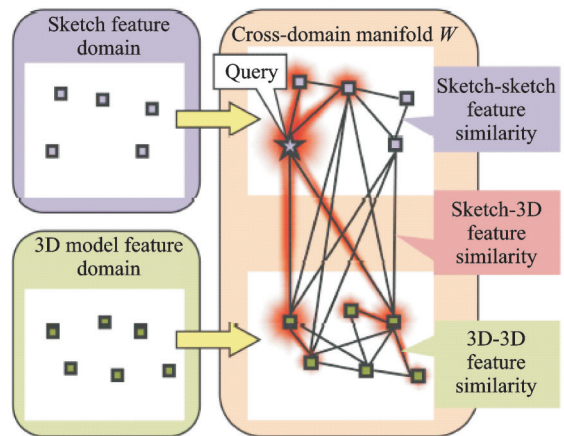 Sketch feature
domain
Cross-domain manifold W
Query
Sketch-sketch
feature
similarity
Sketch-3D
feature
similarity
3D model feature
domain
3D-3D
feature
similarity